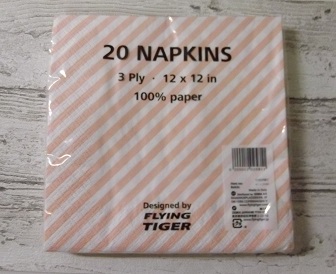 20 NAPKINS
3 Ply · 12 x 12 in
100% paper
Designed by
FLYING
TIGER